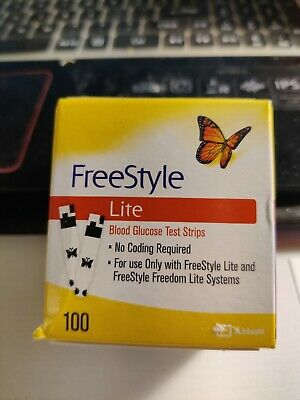 FreeStyle
Lite
Blood Glucose Test Strips
• No Coding Required
• For use Only with FreeStyle Lite and
FreeStyle Freedom Lite Systems
100
Abbott